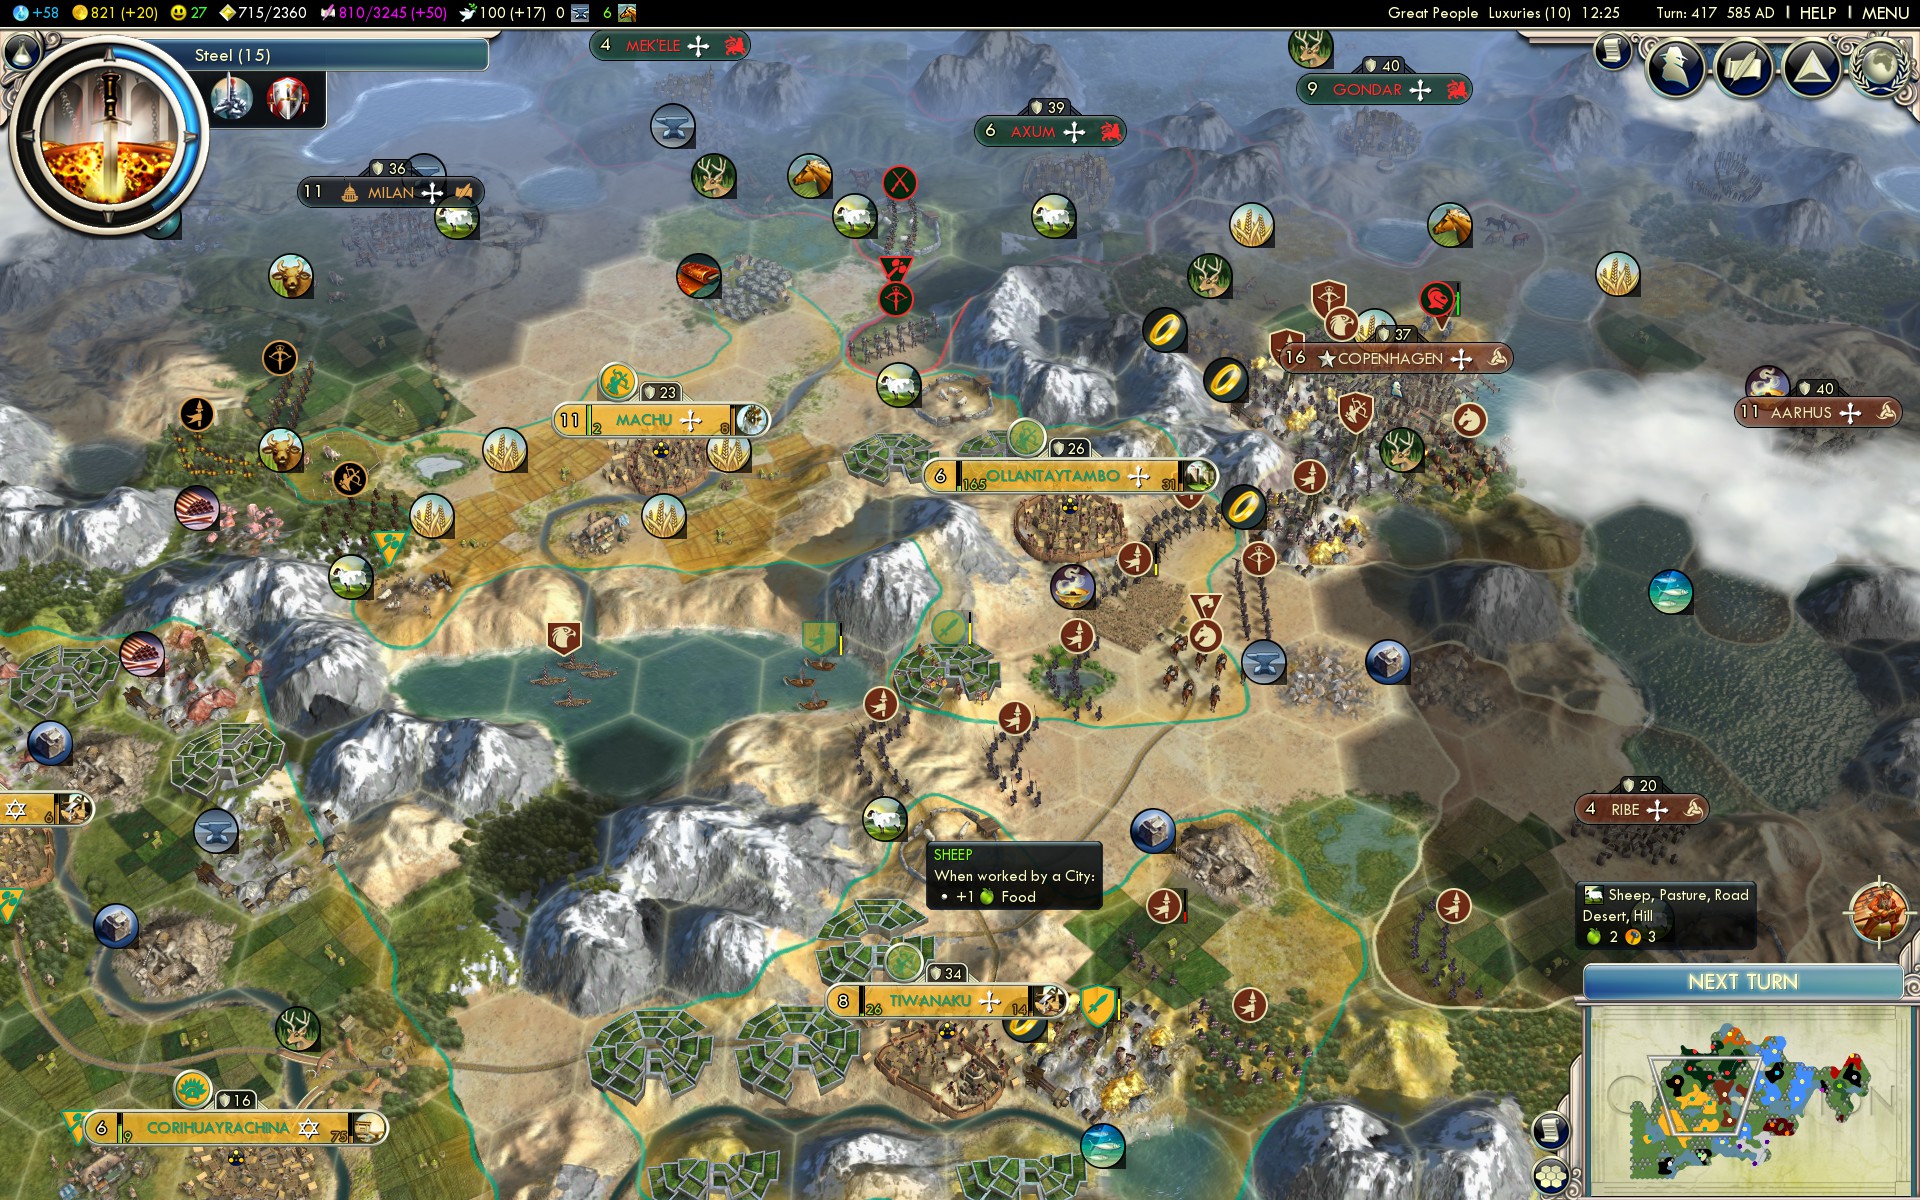 +58 821 (+20) 27 715/2360 810/3245 (+50) 100 (+17) 0 6
Great People Luxuries (10) 12:25 Turn: 417 585 AD HELP MENU
Steel (15)
4 MEK'ELE
40
9 GONDAR
39
6 AXUM
36
11 MILAN
37
16 COPENHAGEN
23
11 2 MACHU 8
40
11 AARHUS
26
6 165 OLLANTAYTAMBO 31
20
4 RIBE
6
SHEEP
When worked by a City:
• +1 Food
Sheep, Pasture, Road
Desert, Hill
2 3
34
8 26 TIWANAKU 14
NEXT TURN
16
6 9 CORIHUAYRACHINA 75